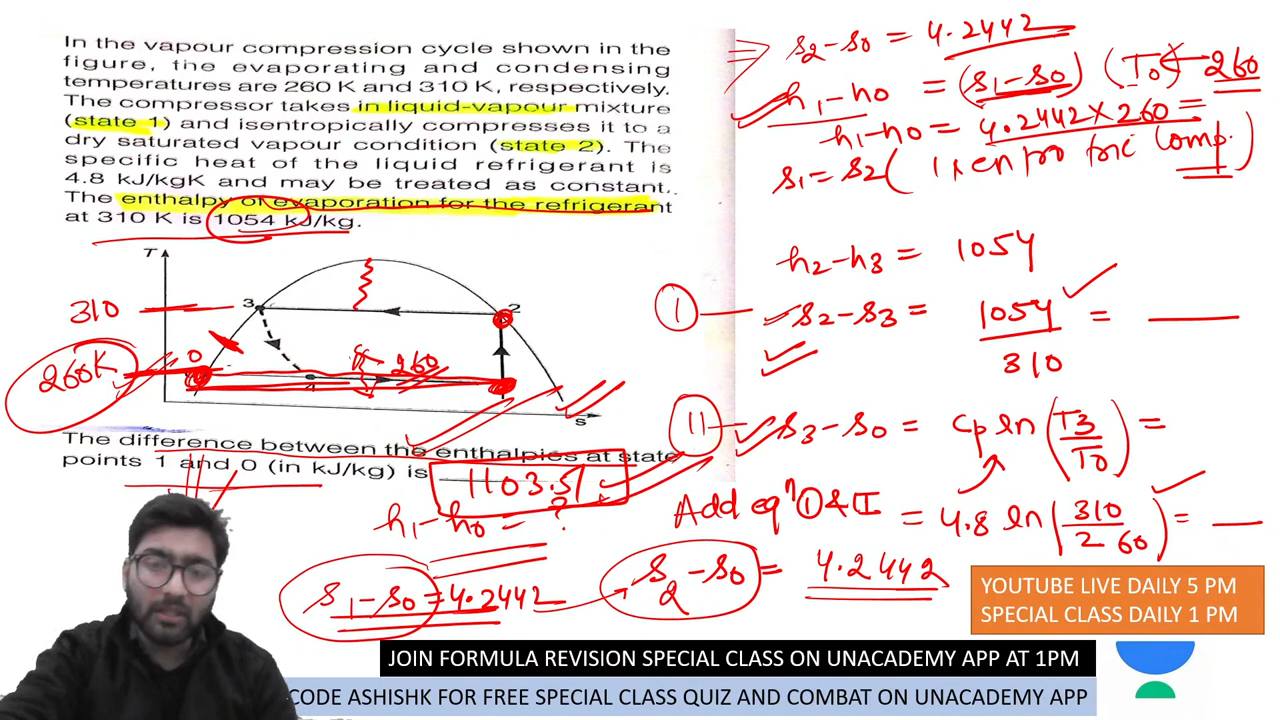 In the vapour compression cycle shown in the
figure, the evaporating and condensing
temperatures are 260 K and 310 K, respectively.
The compressor takes in liquid-vapour mixture
(state 1) and isentropically compresses it to a
dry saturated vapour condition (state 2). The
specific heat of the liquid refrigerant is
4.8 kJ/kgK and may be treated as constant.
The enthalpy of evaporation for the refrigerant
at 310 K is 1054 kJ/kg.
T
310
3
2
0
260K
260
4
s
The difference between the enthalpies at state
points 1 and 0 (in kJ/kg) is
1103.51
h1-h0 = ?
s1-s0 = 4.2442
⇒ s2-s0 = 4.2442
h1-h0 = (s1-s0) (T0) ← 260
h1-h0 = 4.2442 × 260 =
s1 = s2 (Isentropic comp.)
h2-h3 = 1054
I s2-s3 = 1054/310 =
II s3-s0 = cp ln (T3/T0) =
Add eqn I & II = 4.8 ln (310/260) =
s2-s0 = 4.2442
YOUTUBE LIVE DAILY 5 PM
SPECIAL CLASS DAILY 1 PM
JOIN FORMULA REVISION SPECIAL CLASS ON UNACADEMY APP AT 1PM
CODE ASHISHK FOR FREE SPECIAL CLASS QUIZ AND COMBAT ON UNACADEMY APP